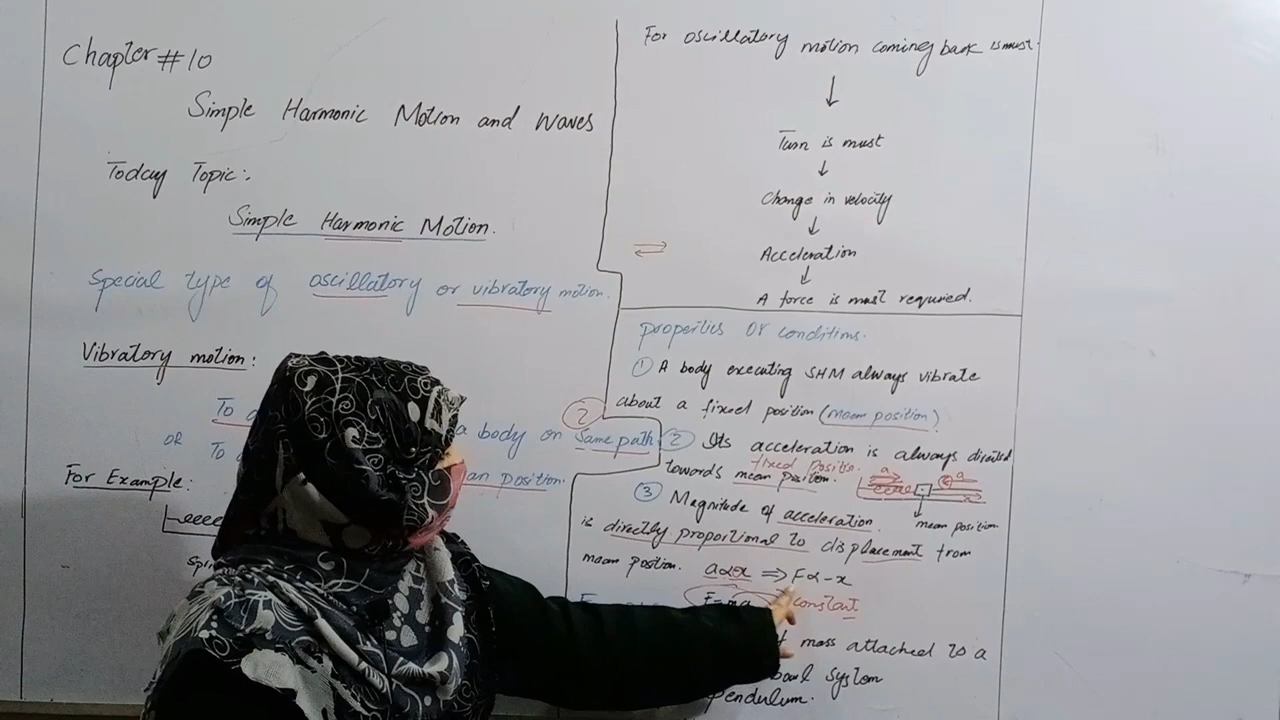 Chapter #10
Simple Harmonic Motion and Waves
Today Topic:.
Simple Harmonic Motion.
Special type of oscillatory or vibratory motion.
Vibratory motion:
To
a body on same path
OR To
an position.
For Example:
For oscillatory motion coming back is must.
↓
Turn is must
↓
Change in velocity
↓
Acceleration
↓
A force is must required.
properties or conditions.
① A body executing SHM always vibrate
about a fixed position (mean position)
② Its acceleration is always directed
fixed
towards mean position.
a
a
x
mean position
③ Magnitude of acceleration
is directly proportional to displacement from
mean position. a∝x ⇒ F∝-x
F=ma constant
mass attached to a
bowl system
pendulum.
②